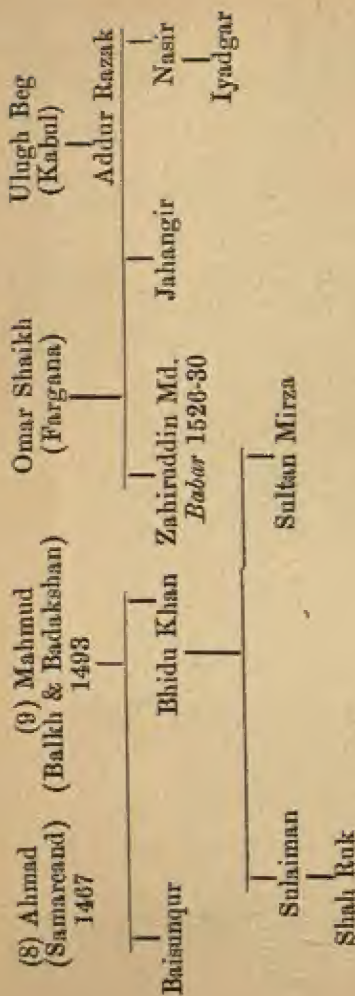 (8) Ahmad
(Samarcand)
1467
(9) Mahmud
(Balkh & Badakshan)
1493
Omar Shaikh
(Fargana)
Ulugh Beg
(Kabul)
Addur Razak
Baisunqur
Bhidu Khan
Zahiruddin Md.
Babar 1526-30
Jahangir
Nasir
Iyadgar
Sulaiman
Sultan Mirza
Shah Ruk